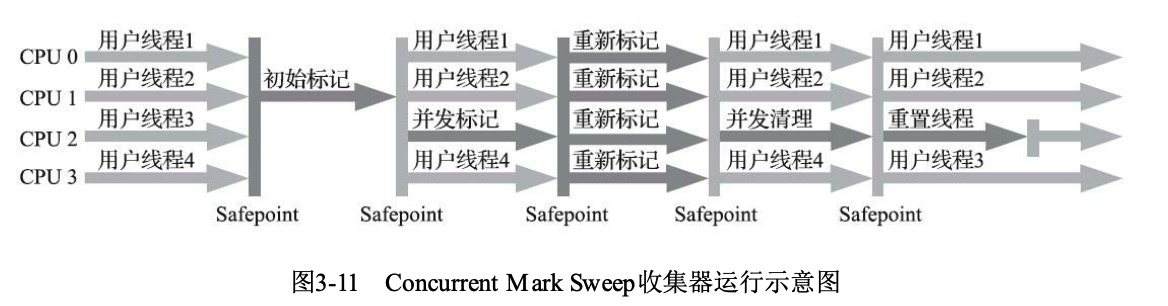 用户线程1 用户线程1 重新标记 用户线程1 用户线程1
CPU 0
用户线程2 初始标记 用户线程2 重新标记 用户线程2 用户线程2
CPU 1
用户线程3 并发标记 重新标记 并发清理 重置线程
CPU 2
用户线程4 用户线程4 重新标记 用户线程4 用户线程3
CPU 3
Safepoint Safepoint Safepoint Safepoint Safepoint
图3-11 Concurrent Mark Sweep收集器运行示意图